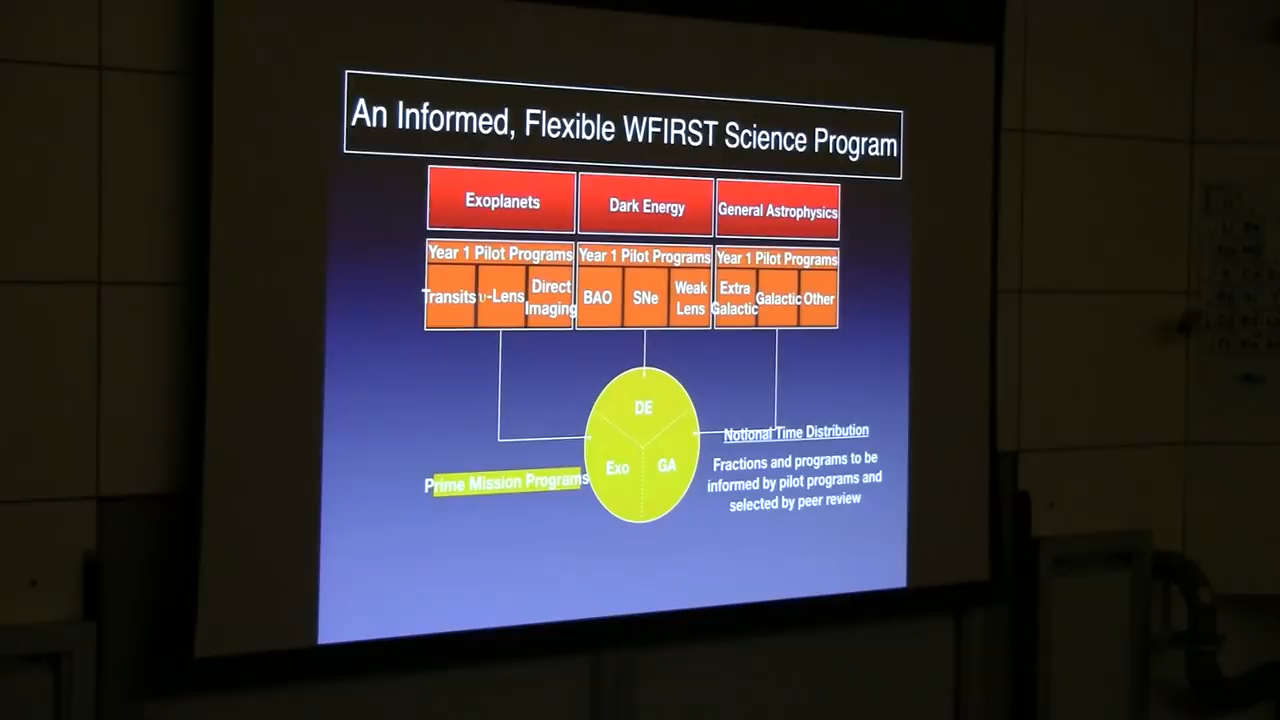 An Informed, Flexible WFIRST Science Program
Exoplanets
Dark Energy
General Astrophysics
Year 1 Pilot Programs
Year 1 Pilot Programs
Year 1 Pilot Programs
Transits
υ-Lens
Direct
Imaging
BAO
SNe
Weak
Lens
Extra
Galactic
Galactic
Other
DE
Exo
GA
Prime Mission Programs
Notional Time Distribution
Fractions and programs to be
informed by pilot programs and
selected by peer review